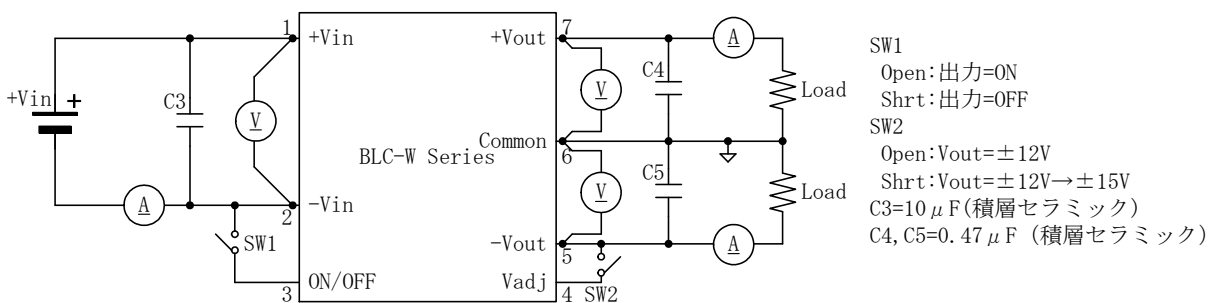 1
+Vin
+Vin
+
C3
V
A
2
-Vin
SW1
3
ON/OFF
BLC-W Series
7
+Vout
A
V
C4
Load
Common
6
V
C5
Load
-Vout
5
A
Vadj
4
SW2
SW1
Open:出力=ON
Shrt:出力=OFF
SW2
Open:Vout=±12V
Shrt:Vout=±12V→±15V
C3=10μF(積層セラミック)
C4,C5=0.47μF (積層セラミック)